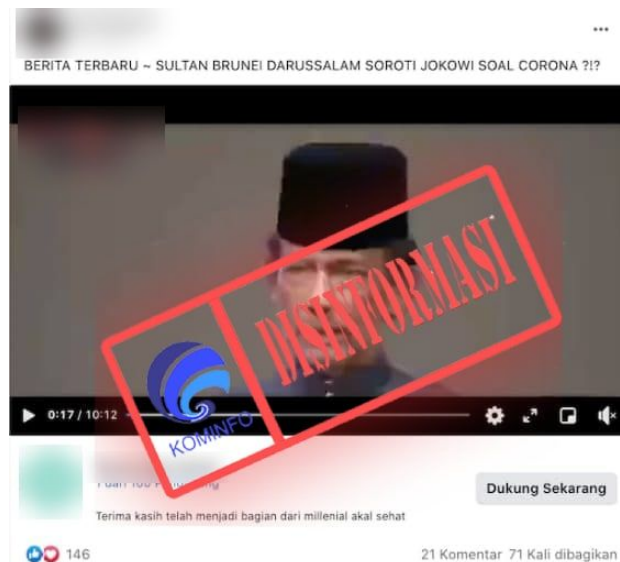 BERITA TERBARU ~ SULTAN BRUNEI DARUSSALAM SOROTI JOKOWI SOAL CORONA ?!?
DISINFORMASI
KOMINFO
0:17 / 10:12
Dukung Sekarang
Terima kasih telah menjadi bagian dari millenial akal sehat
146
21 Komentar 71 Kali dibagikan